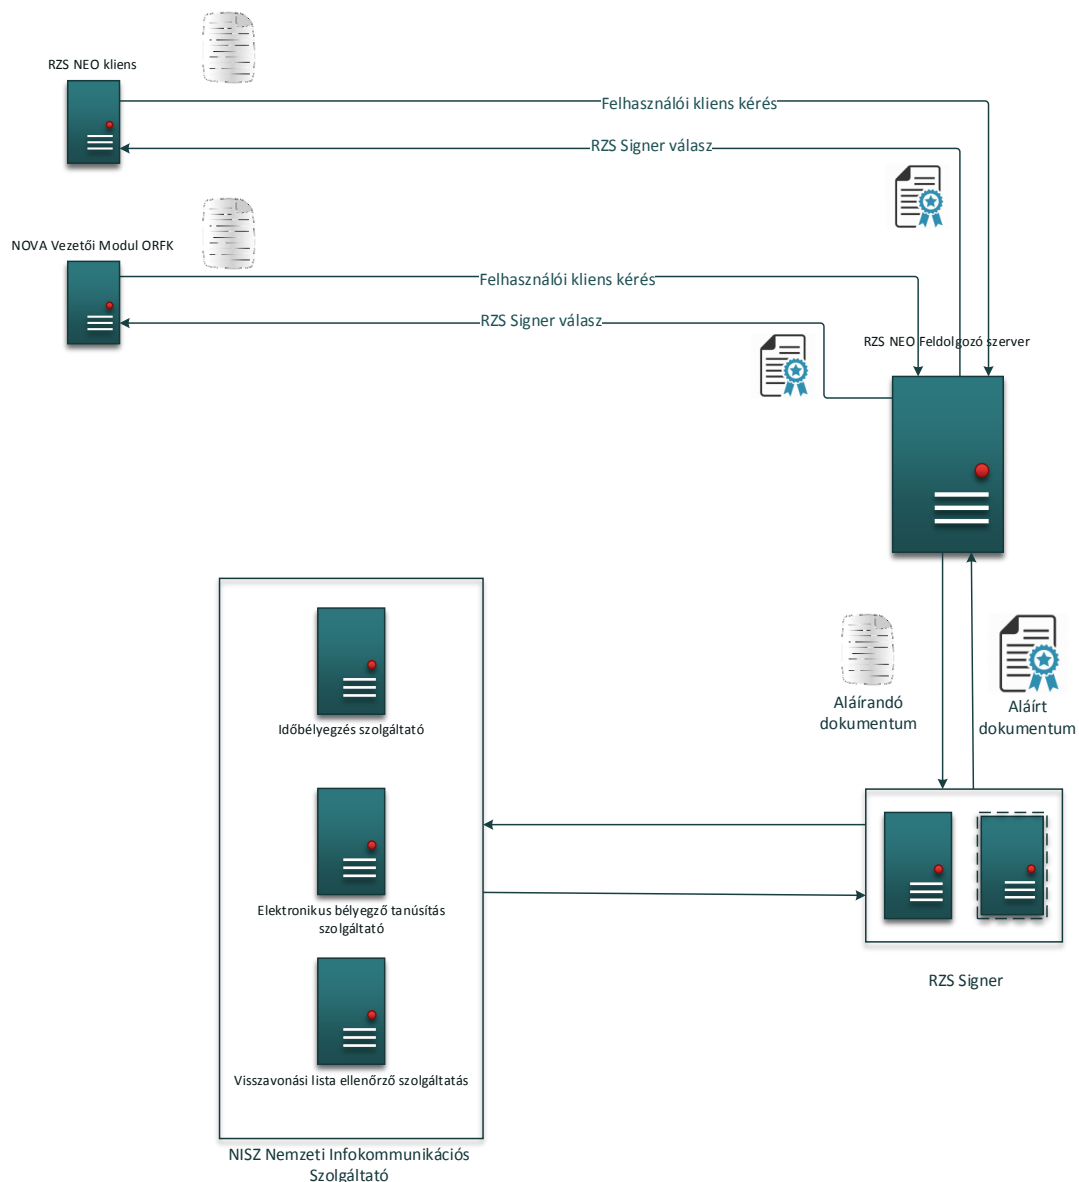 RZS NEO kliens
Felhasználói kliens kérés
RZS Signer válasz
NOVA Vezetői Modul ORFK
Felhasználói kliens kérés
RZS Signer válasz
RZS NEO Feldolgozó szerver
Aláírandó
dokumentum
Aláírt
dokumentum
Időbélyegzés szolgáltató
Elektronikus bélyegző tanúsítás
szolgáltató
Visszavonási lista ellenőrző szolgáltatás
RZS Signer
NISZ Nemzeti Infokommunikációs
Szolgáltató